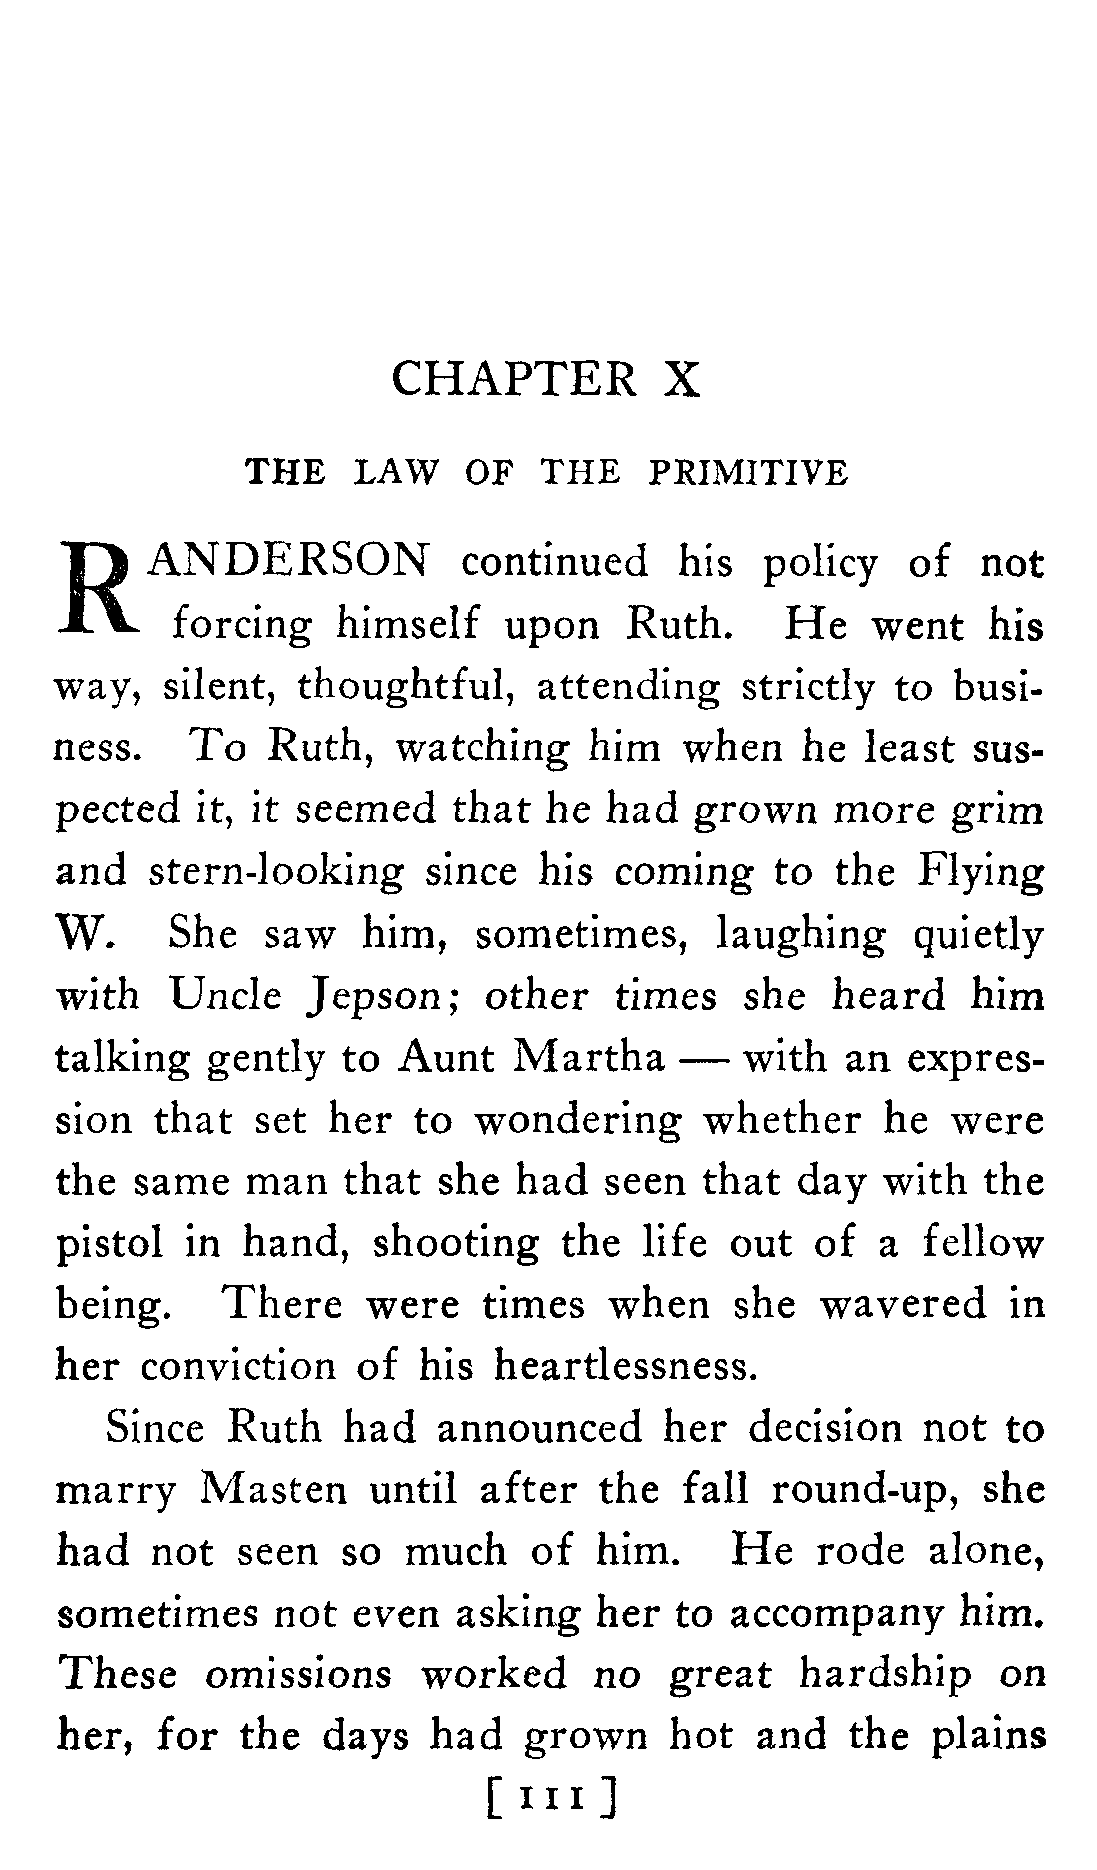 CHAPTER X
THE LAW OF THE PRIMITIVE
RANDERSON continued his policy of not
forcing himself upon Ruth. He went his
way, silent, thoughtful, attending strictly to busi-
ness. To Ruth, watching him when he least sus-
pected it, it seemed that he had grown more grim
and stern-looking since his coming to the Flying
W. She saw him, sometimes, laughing quietly
with Uncle Jepson; other times she heard him
talking gently to Aunt Martha — with an expres-
sion that set her to wondering whether he were
the same man that she had seen that day with the
pistol in hand, shooting the life out of a fellow
being. There were times when she wavered in
her conviction of his heartlessness.
Since Ruth had announced her decision not to
marry Masten until after the fall round-up, she
had not seen so much of him. He rode alone,
sometimes not even asking her to accompany him.
These omissions worked no great hardship on
her, for the days had grown hot and the plains
[ 111 ]